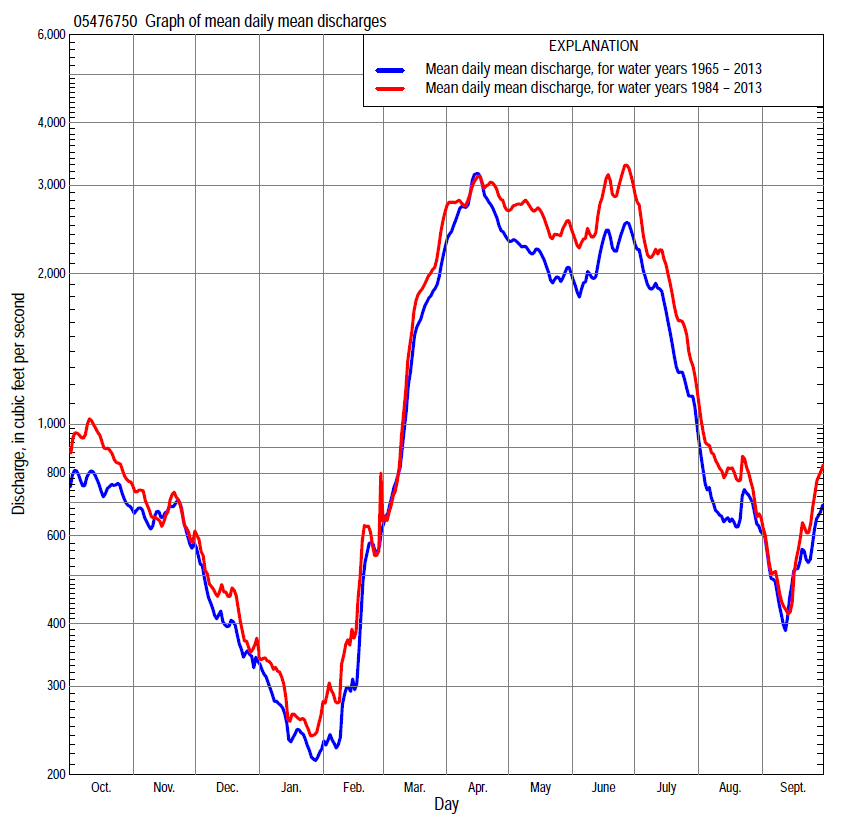 05476750 Graph of mean daily mean discharges
EXPLANATION
Mean daily mean discharge, for water years 1965 – 2013
Mean daily mean discharge, for water years 1984 – 2013
6,000
4,000
3,000
2,000
1,000
800
600
400
300
200
Discharge, in cubic feet per second
Oct. Nov. Dec. Jan. Feb. Mar. Apr. May June July Aug. Sept.
Day